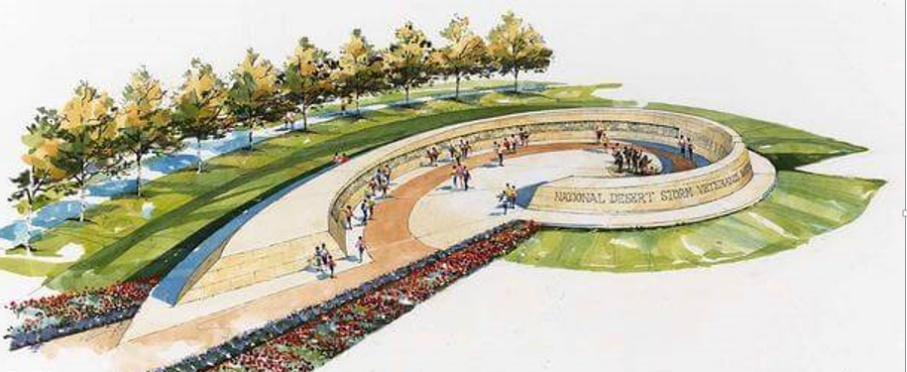 NATIONAL DESERT STORM VETERANS